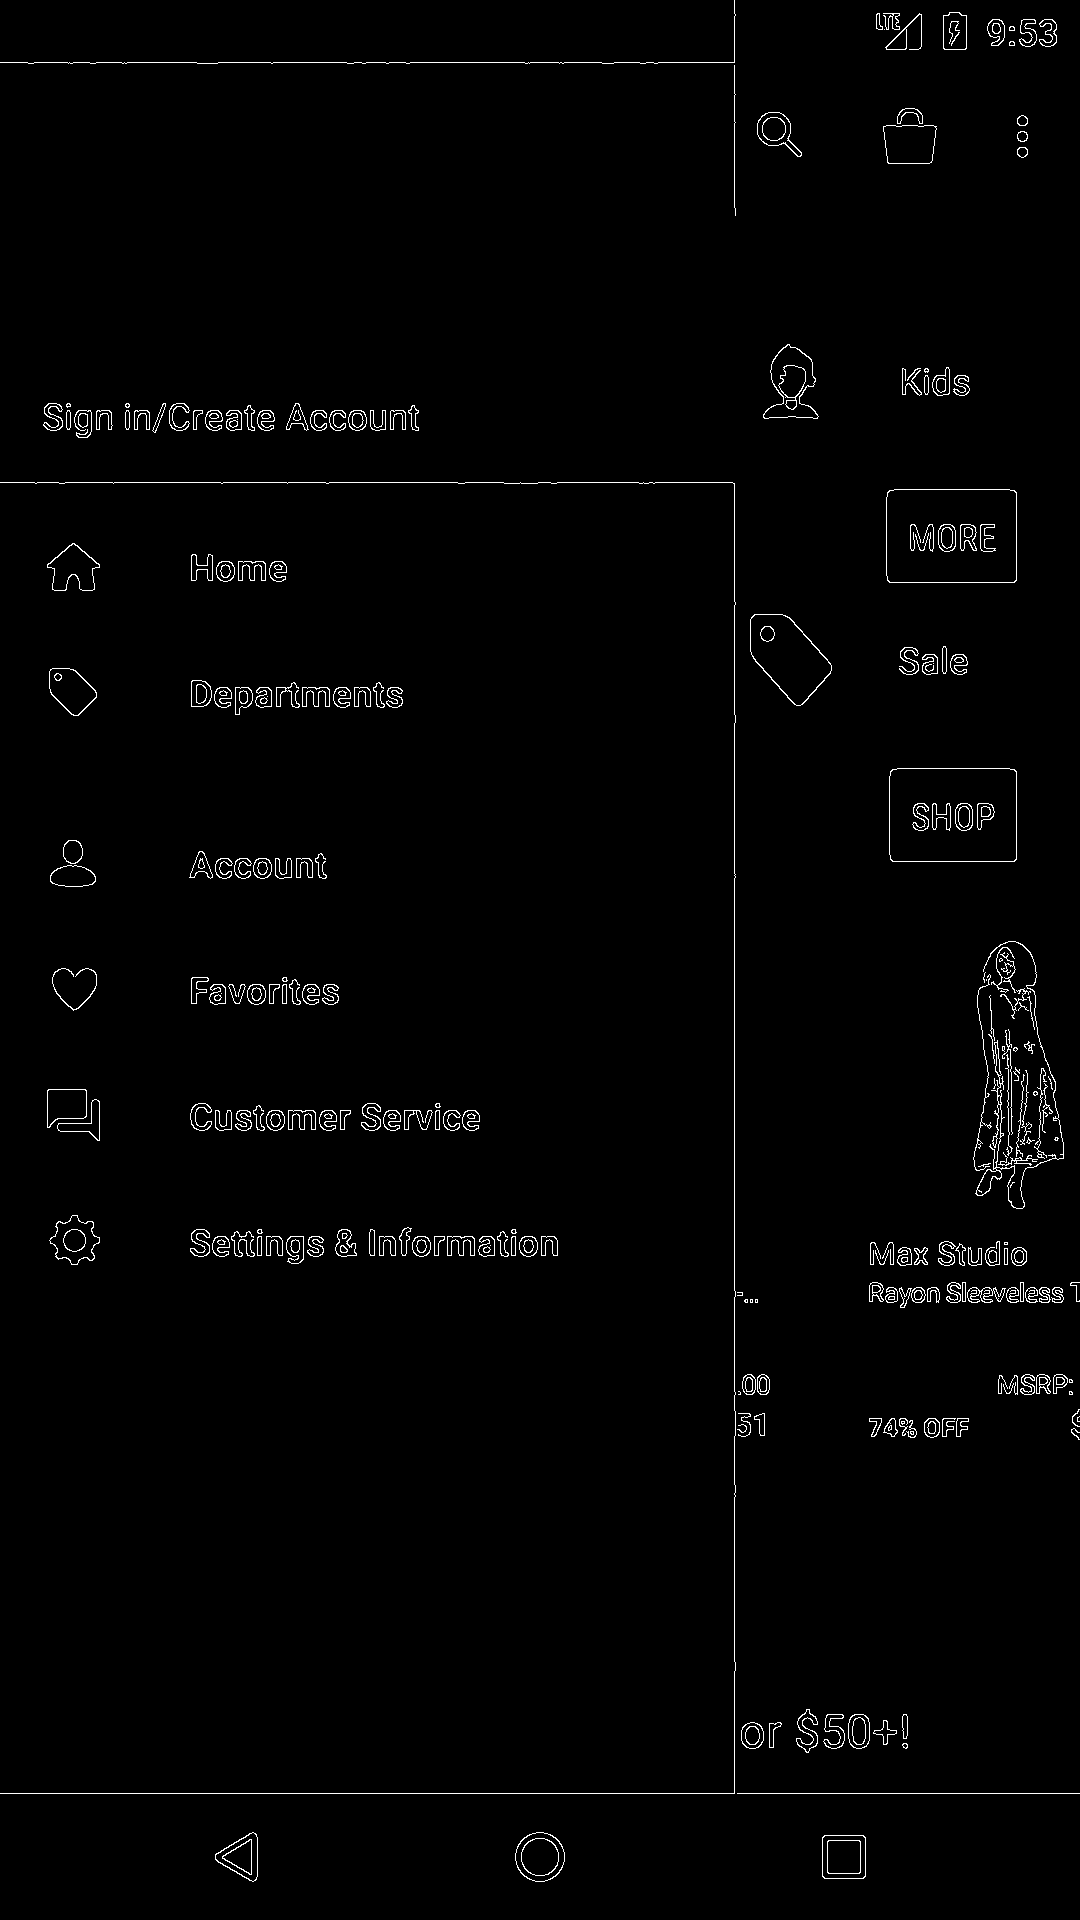 LTE 9:53
Kids
Sign in/Create Account
MORE
Home
Sale
Departments
SHOP
Account
Favorites
Customer Service
Settings & Information
Max Studio
-...
Rayon Sleeveless T
.00
MSRP:
51
74% OFF
$
or $50+!